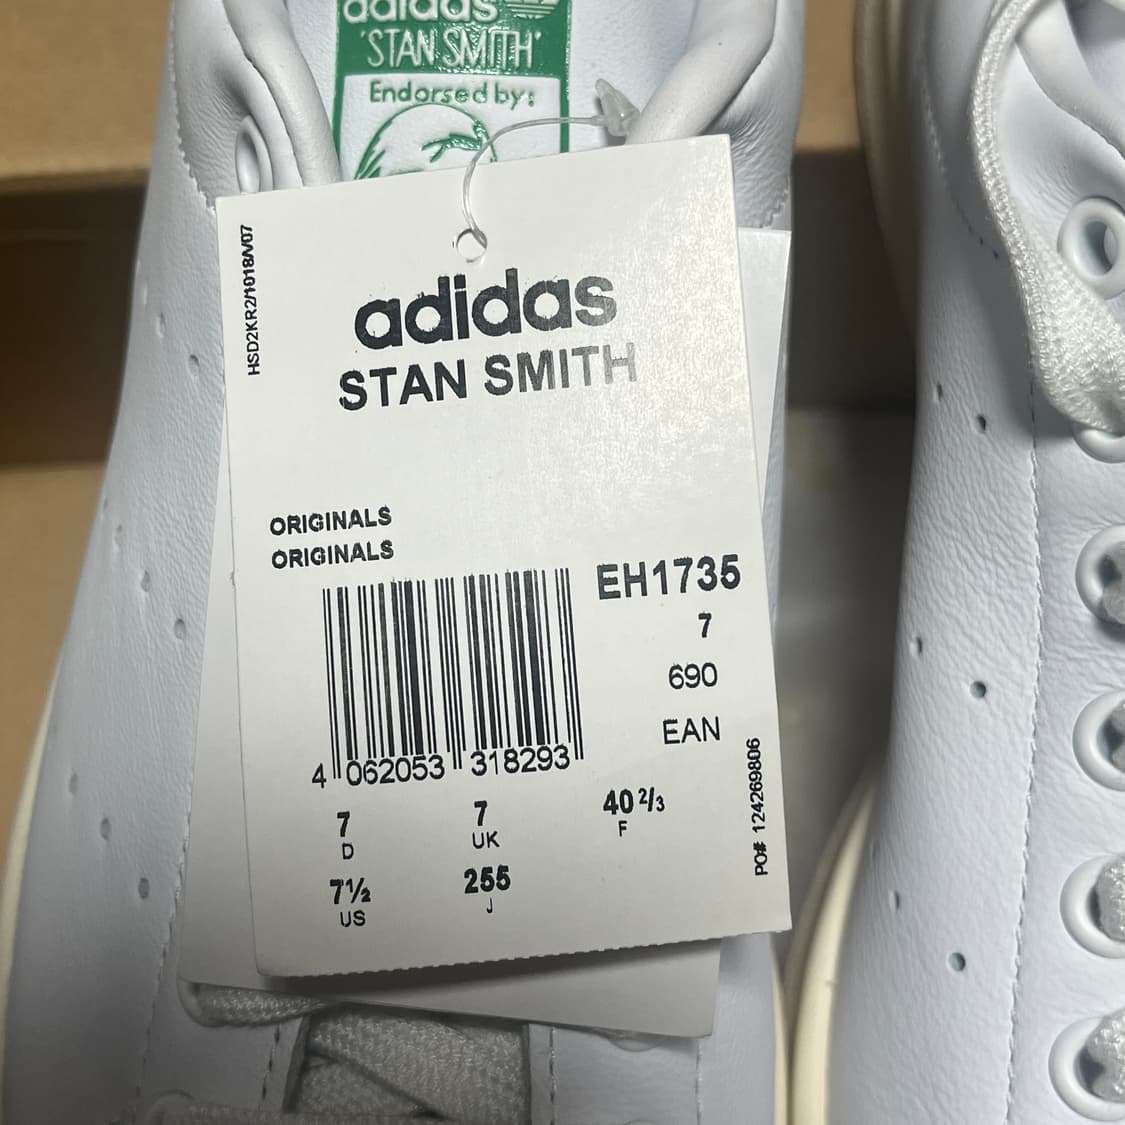 adidas
'STAN SMITH'
Endorsed by:
HSD2KR2/1018/V07
adidas
STAN SMITH
ORIGINALS
ORIGINALS
EH1735
7
690
EAN
4 062053 318293
7 7 40 2/3
D UK F
7½ 255
US J
PO# 124269806